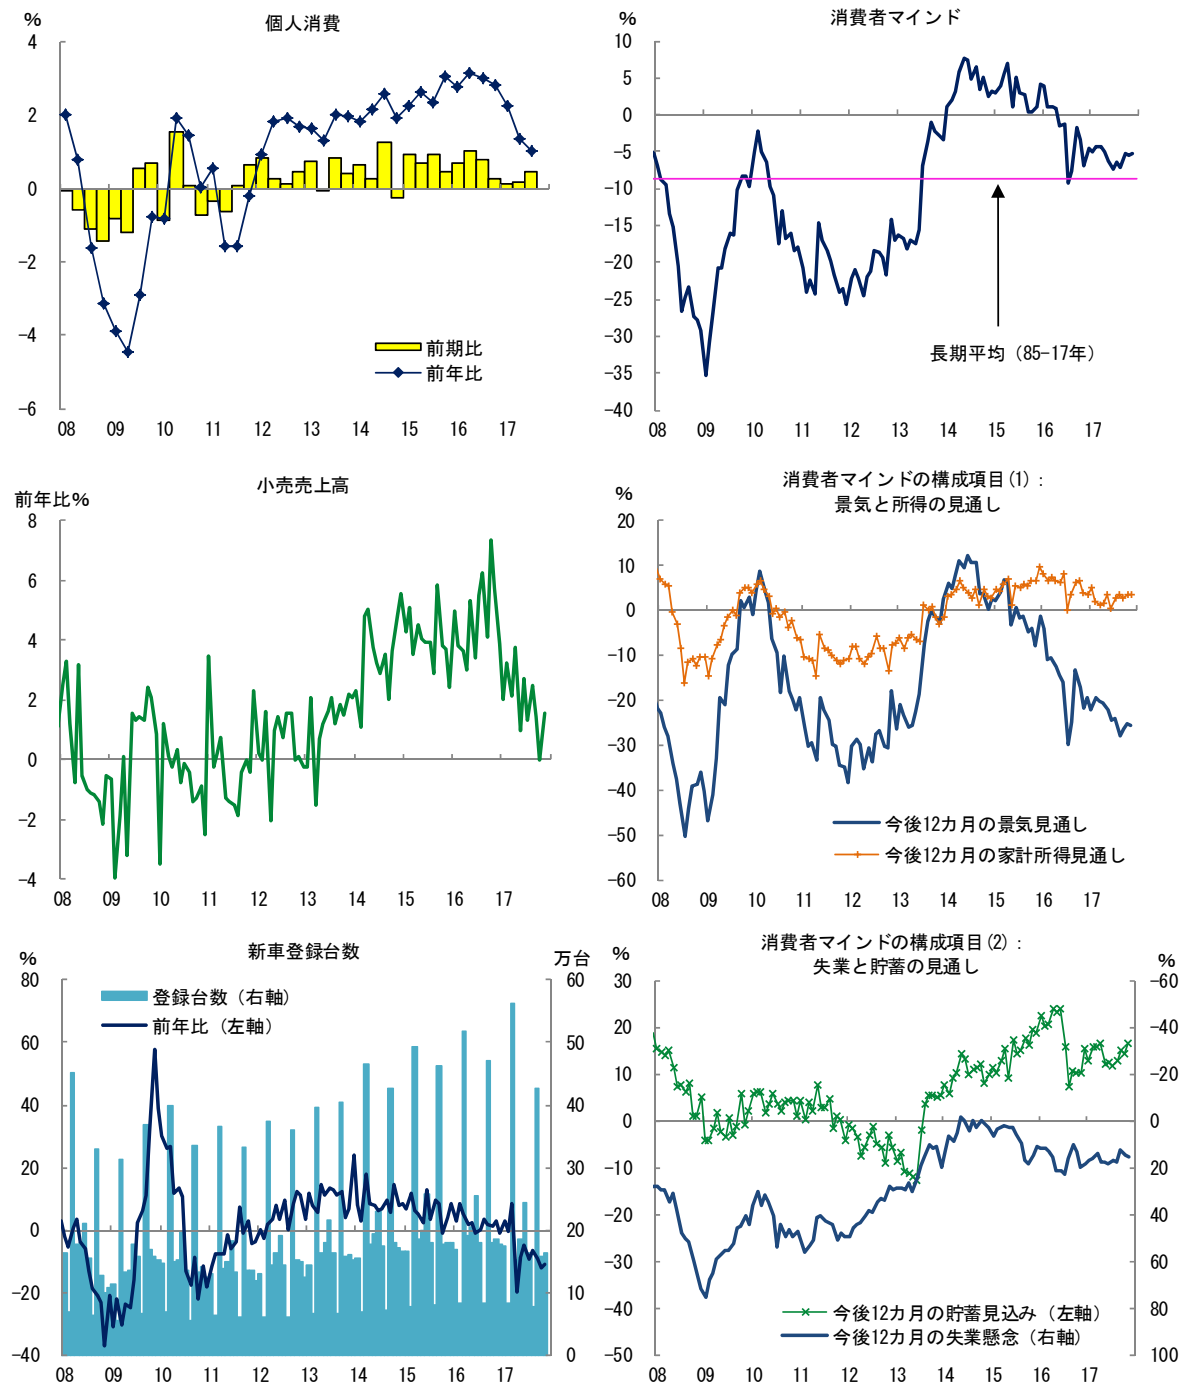 個人消費
%
4
2
0
-2
-4
-6
08 09 10 11 12 13 14 15 16 17
前期比
前年比
消費者マインド
%
10
5
0
-5
-10
-15
-20
-25
-30
-35
-40
08 09 10 11 12 13 14 15 16 17
長期平均（85-17年）
小売売上高
前年比%
8
6
4
2
0
-2
-4
08 09 10 11 12 13 14 15 16 17
消費者マインドの構成項目(1)：
景気と所得の見通し
%
20
10
0
-10
-20
-30
-40
-50
-60
08 09 10 11 12 13 14 15 16 17
今後12カ月の景気見通し
今後12カ月の家計所得見通し
新車登録台数
%
万台
80
60
40
20
0
-20
-40
60
50
40
30
20
10
0
08 09 10 11 12 13 14 15 16 17
登録台数（右軸）
前年比（左軸）
消費者マインドの構成項目(2)：
失業と貯蓄の見通し
%
%
30
20
10
0
-10
-20
-30
-40
-50
-60
-40
-20
0
20
40
60
80
100
08 09 10 11 12 13 14 15 16 17
今後12カ月の貯蓄見込み（左軸）
今後12カ月の失業懸念（右軸）